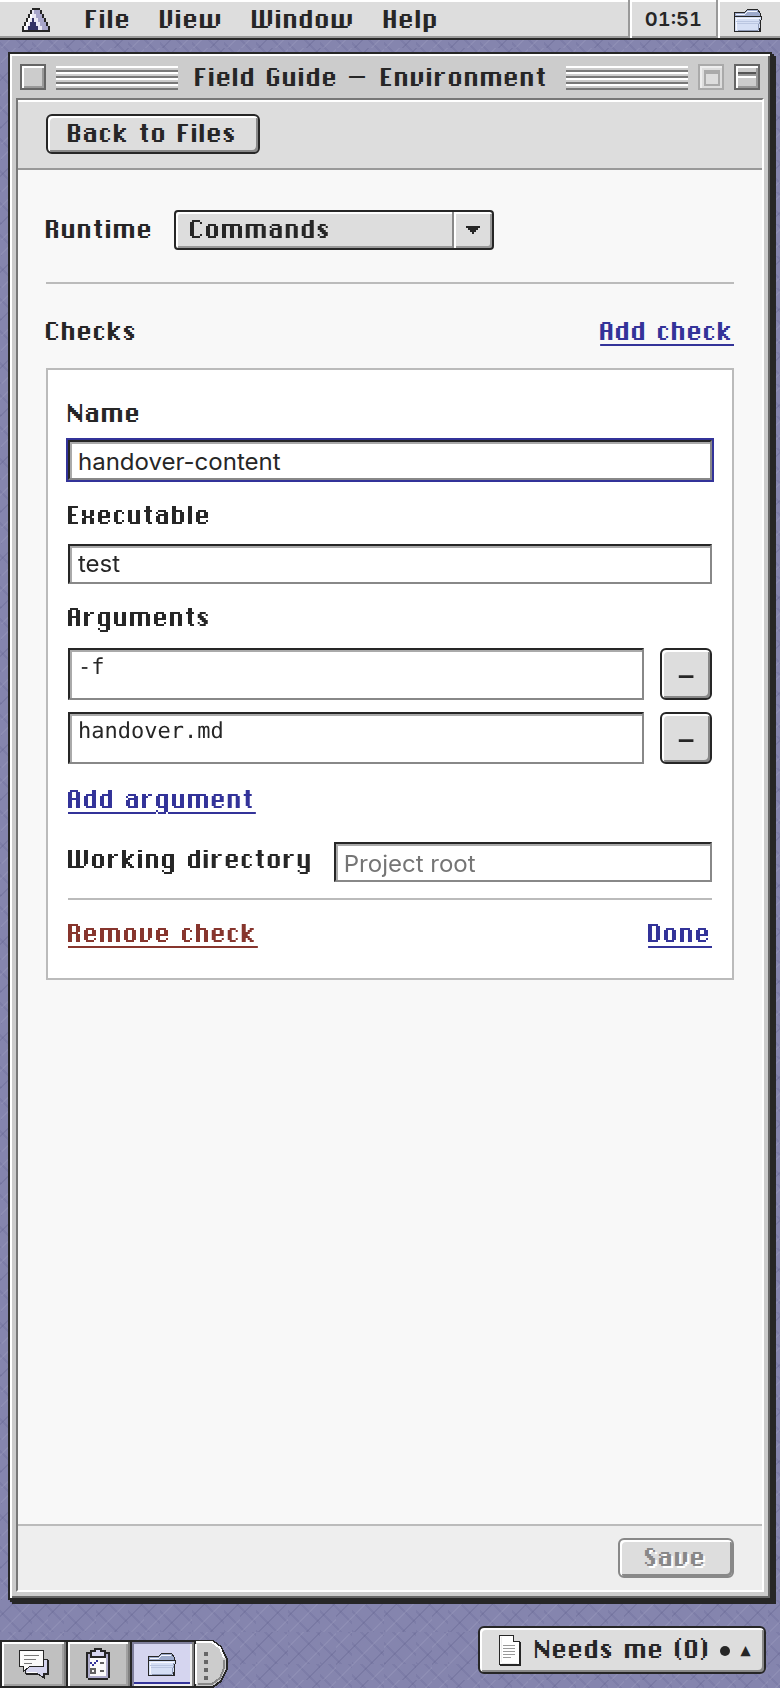 File View Window Help 01:51
Field Guide — Environment
Back to Files
Runtime Commands
Checks Add check
Name
handover-content
Executable
test
Arguments
-f
–
handover.md
–
Add argument
Working directory Project root
Remove check Done
Save
Needs me (0) • ▴